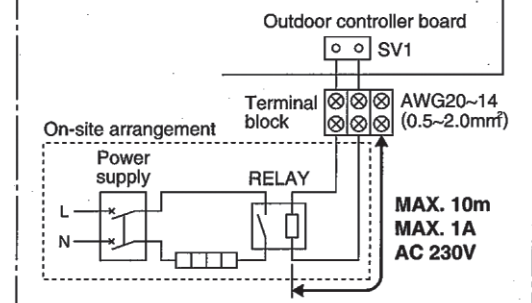 Outdoor controller board
SV1
Terminal block
AWG20~14
(0.5~2.0mm²)
On-site arrangement
Power supply
RELAY
L
N
MAX. 10m
MAX. 1A
AC 230V